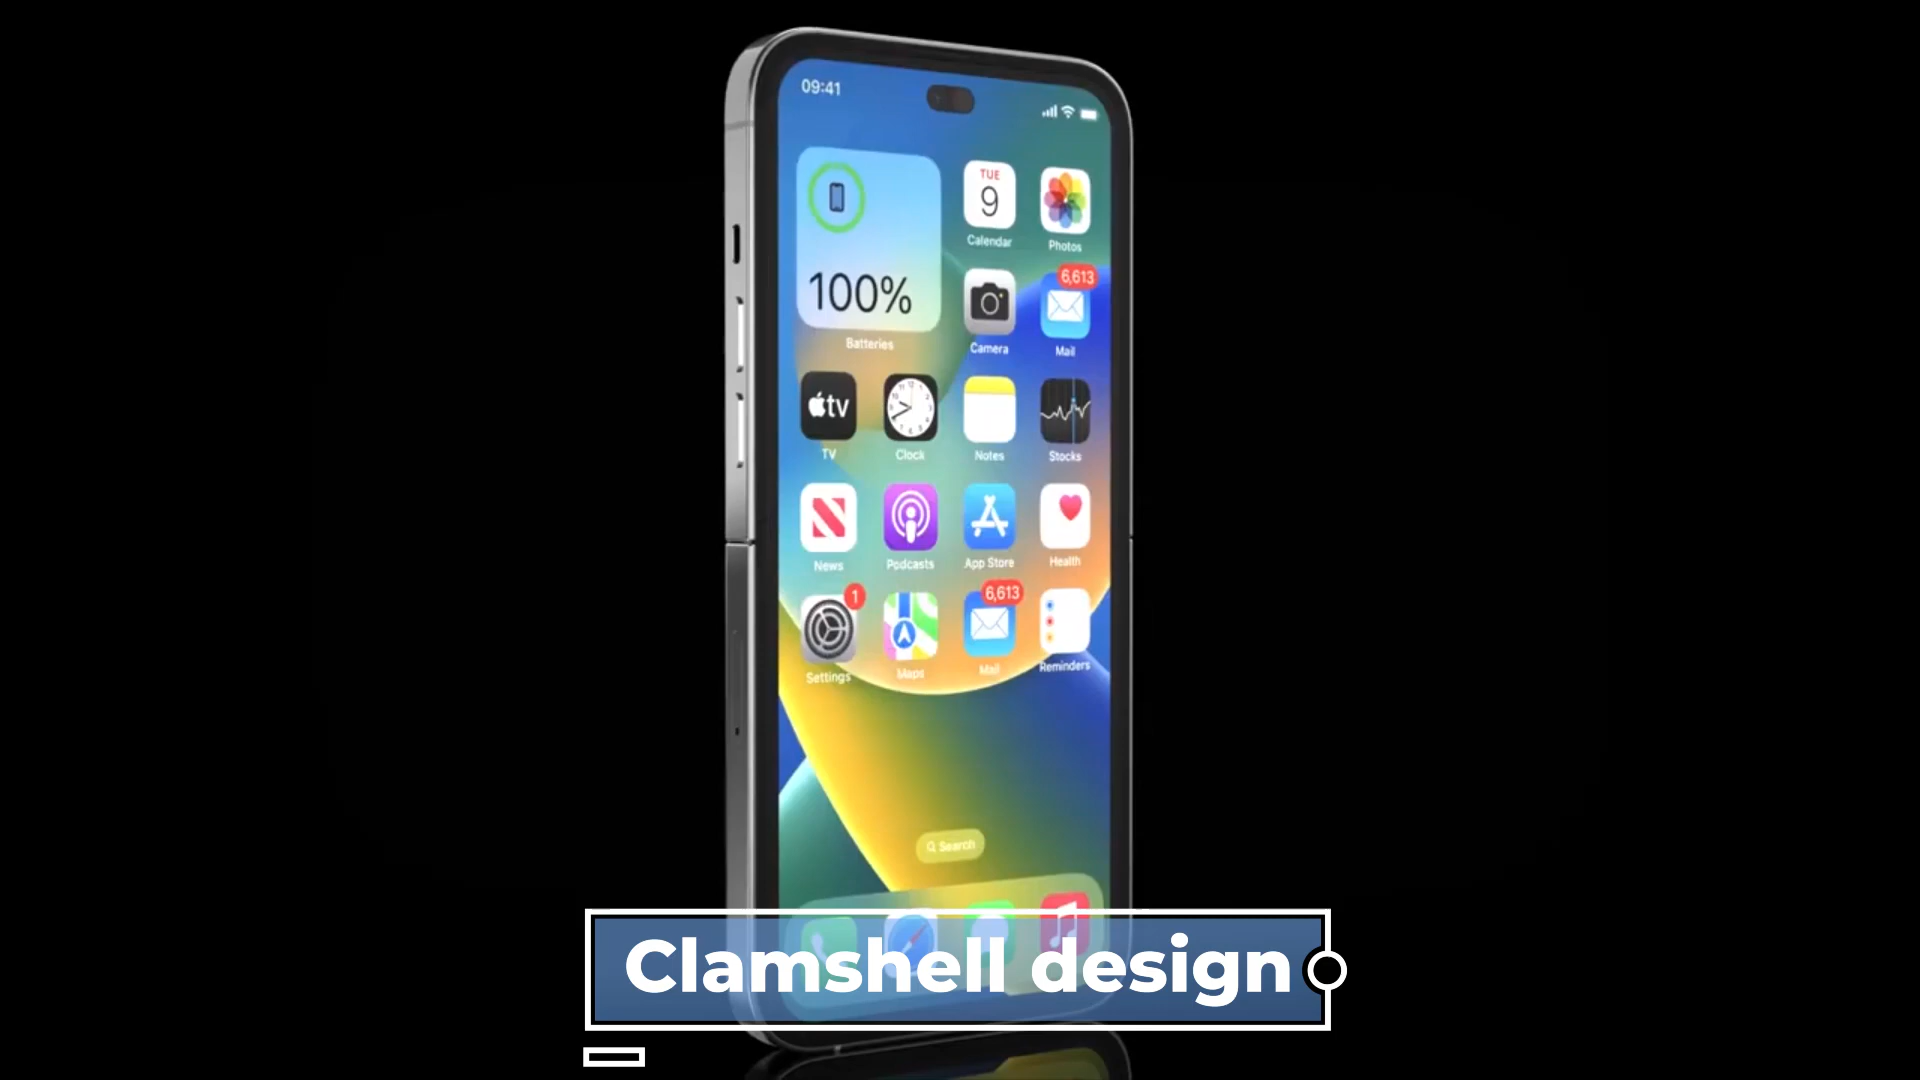 09:41
TUE
9
Calendar
Photos
100%
Batteries
Camera
6,613
Mail
tv
TV
Clock
Notes
Stocks
News
Podcasts
App Store
Health
1
Settings
Maps
6,613
Mail
Reminders
Search
Clamshell design